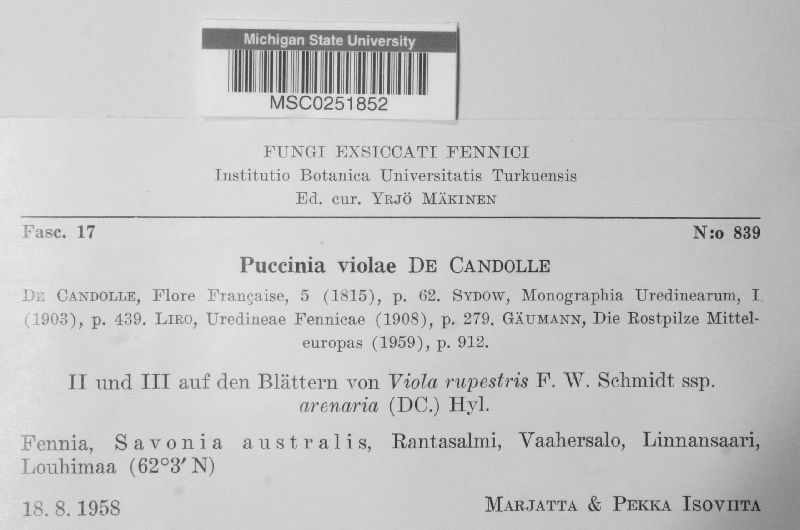 Michigan State University
MSC0251852
FUNGI EXSICCATI FENNICI
Institutio Botanica Universitatis Turkuensis
Ed. cur. YRJÖ MÄKINEN
Fasc. 17 N:o 839
Puccinia violae DE CANDOLLE
DE CANDOLLE, Flore Française, 5 (1815), p. 62. SYDOW, Monographia Uredinearum, I
(1903), p. 439. LIRO, Uredineae Fennicae (1908), p. 279. GÄUMANN, Die Rostpilze Mittel-
europas (1959), p. 912.
II und III auf den Blättern von Viola rupestris F. W. Schmidt ssp.
arenaria (DC.) Hyl.
Fennia, Savonia australis, Rantasalmi, Vaahersalo, Linnansaari,
Louhimaa (62°3′ N)
18. 8. 1958 MARJATTA & PEKKA ISOVIITA